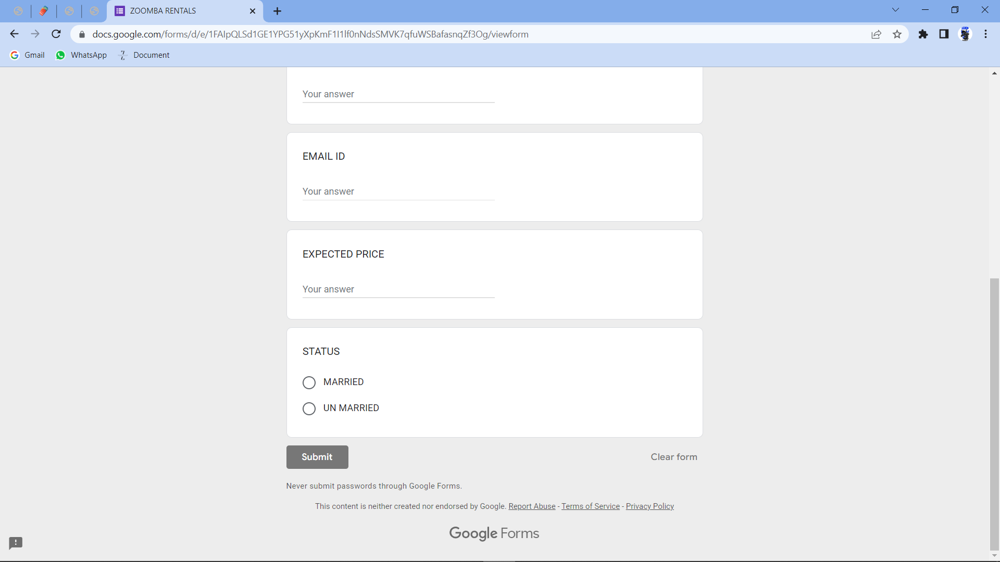 ZOOMBA RENTALS
docs.google.com/forms/d/e/1FAIpQLSd1GE1YPG51yXpKmF1I1lf0nNdsSMVK7qfuWSBafasnqZf3Og/viewform
Gmail WhatsApp Document
Your answer
EMAIL ID
Your answer
EXPECTED PRICE
Your answer
STATUS
MARRIED
UN MARRIED
Submit Clear form
Never submit passwords through Google Forms.
This content is neither created nor endorsed by Google. Report Abuse - Terms of Service - Privacy Policy
Google Forms